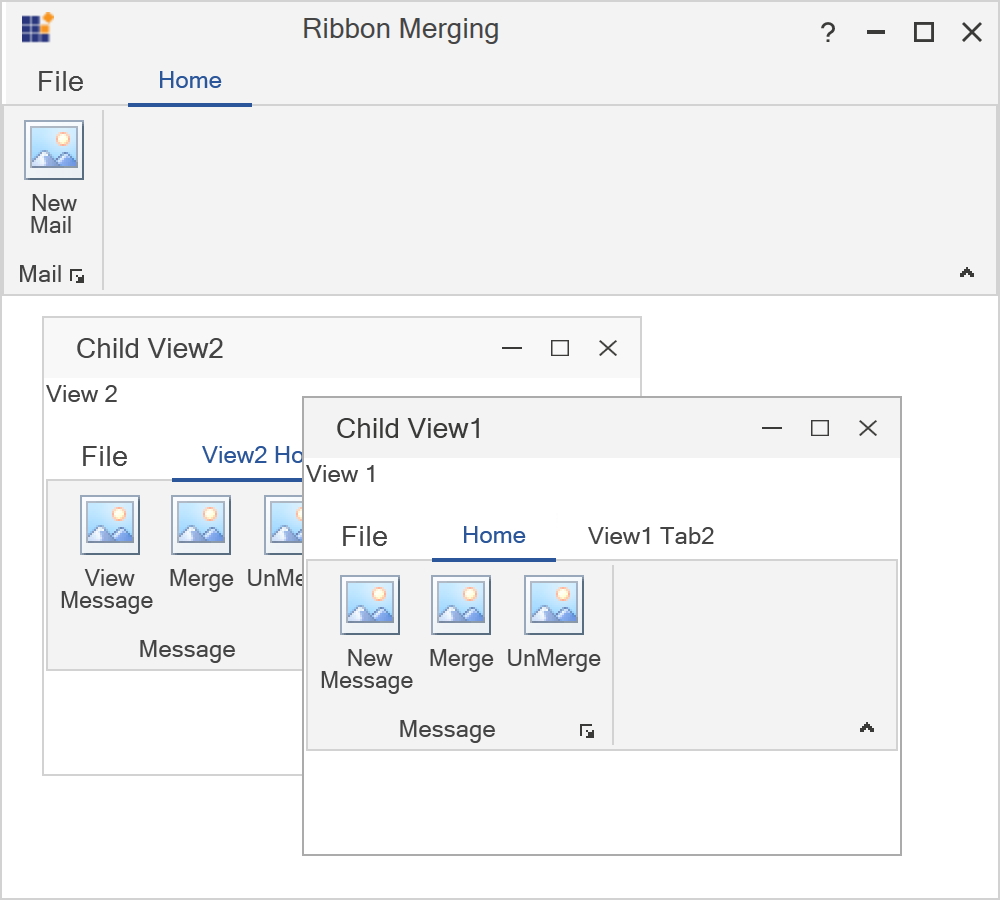 Ribbon Merging
?
File
Home
New
Mail
Mail
Child View2
View 2
File
View2 Ho
View
Message
Merge
UnMe
Message
Child View1
View 1
File
Home
View1 Tab2
New
Message
Merge
UnMerge
Message